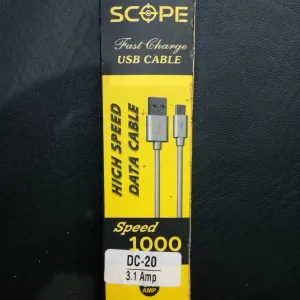 SCOPE
Fast Charge
USB CABLE
HIGH SPEED
DATA CABLE
Speed
1000
DC-20
3.1 Amp
AMP